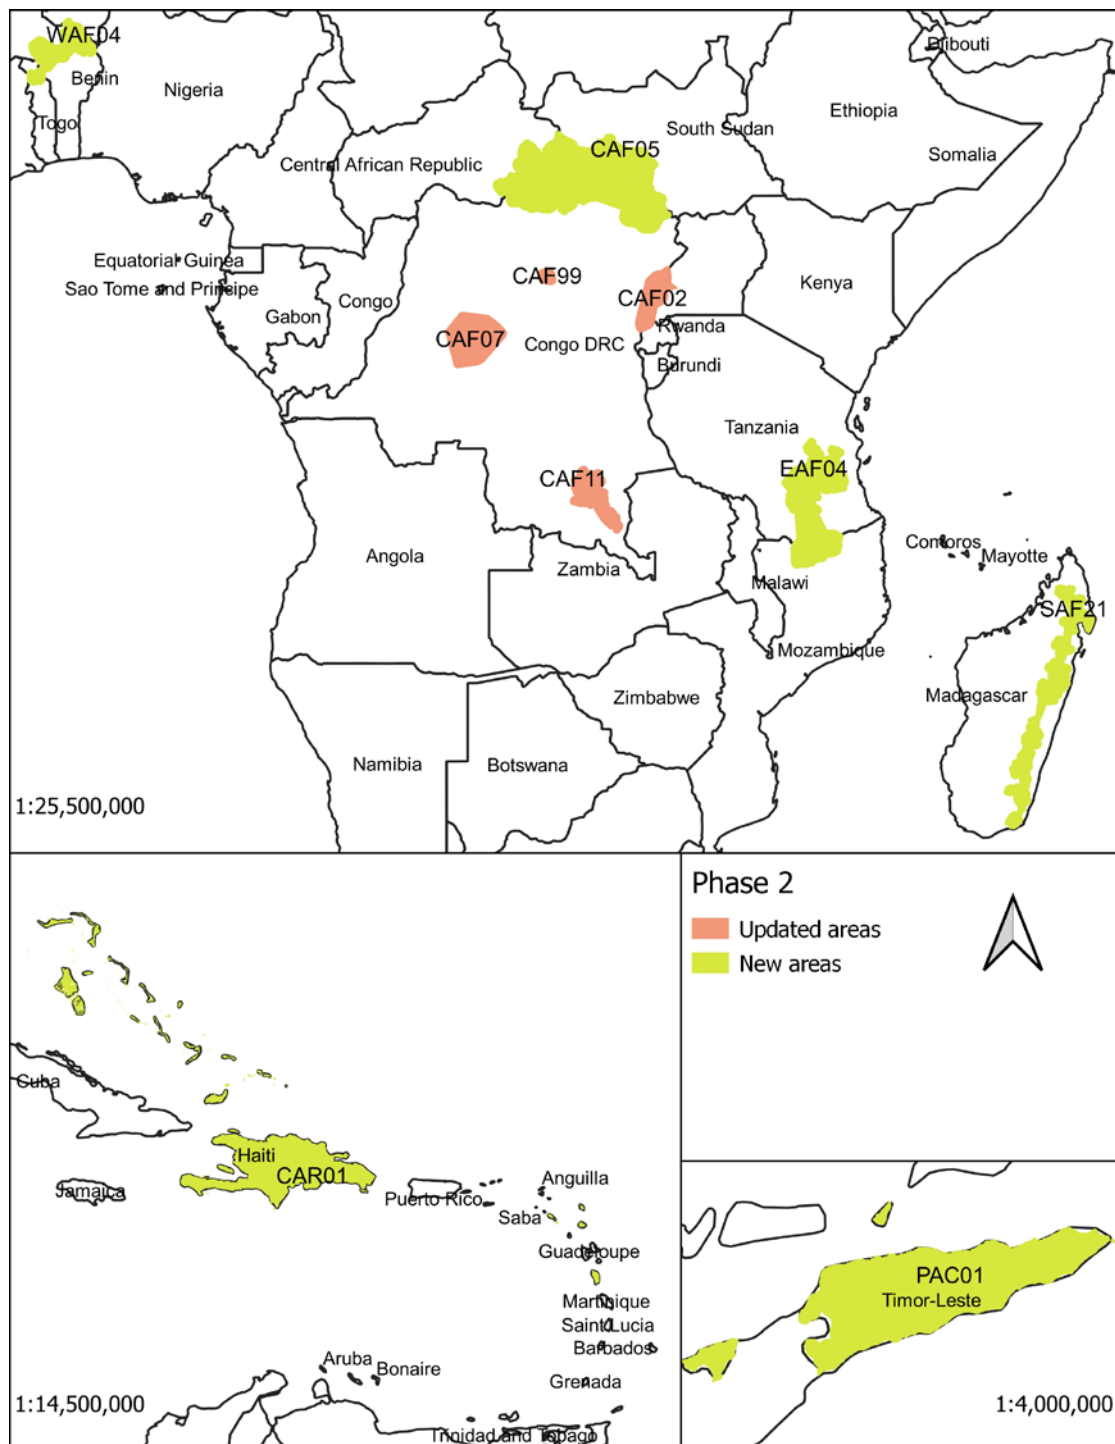 WAF04
Benin
Togo
Nigeria
Djibouti
Ethiopia
South Sudan
Somalia
CAF05
Central African Republic
Equatorial Guinea
Sao Tome and Principe
Gabon
Congo
CAF99
CAF02
Kenya
Rwanda
CAF07
Congo DRC
Burundi
Tanzania
EAF04
CAF11
Angola
Zambia
Malawi
Comoros
Mayotte
SAF21
Mozambique
Madagascar
Zimbabwe
Namibia
Botswana
1:25,500,000
Phase 2
Updated areas
New areas
Cuba
Haiti
CAR01
Jamaica
Puerto Rico
Anguilla
Saba
Guadeloupe
Martinique
Saint Lucia
Barbados
Aruba
Bonaire
Grenada
Trinidad and Tobago
1:14,500,000
PAC01
Timor-Leste
1:4,000,000